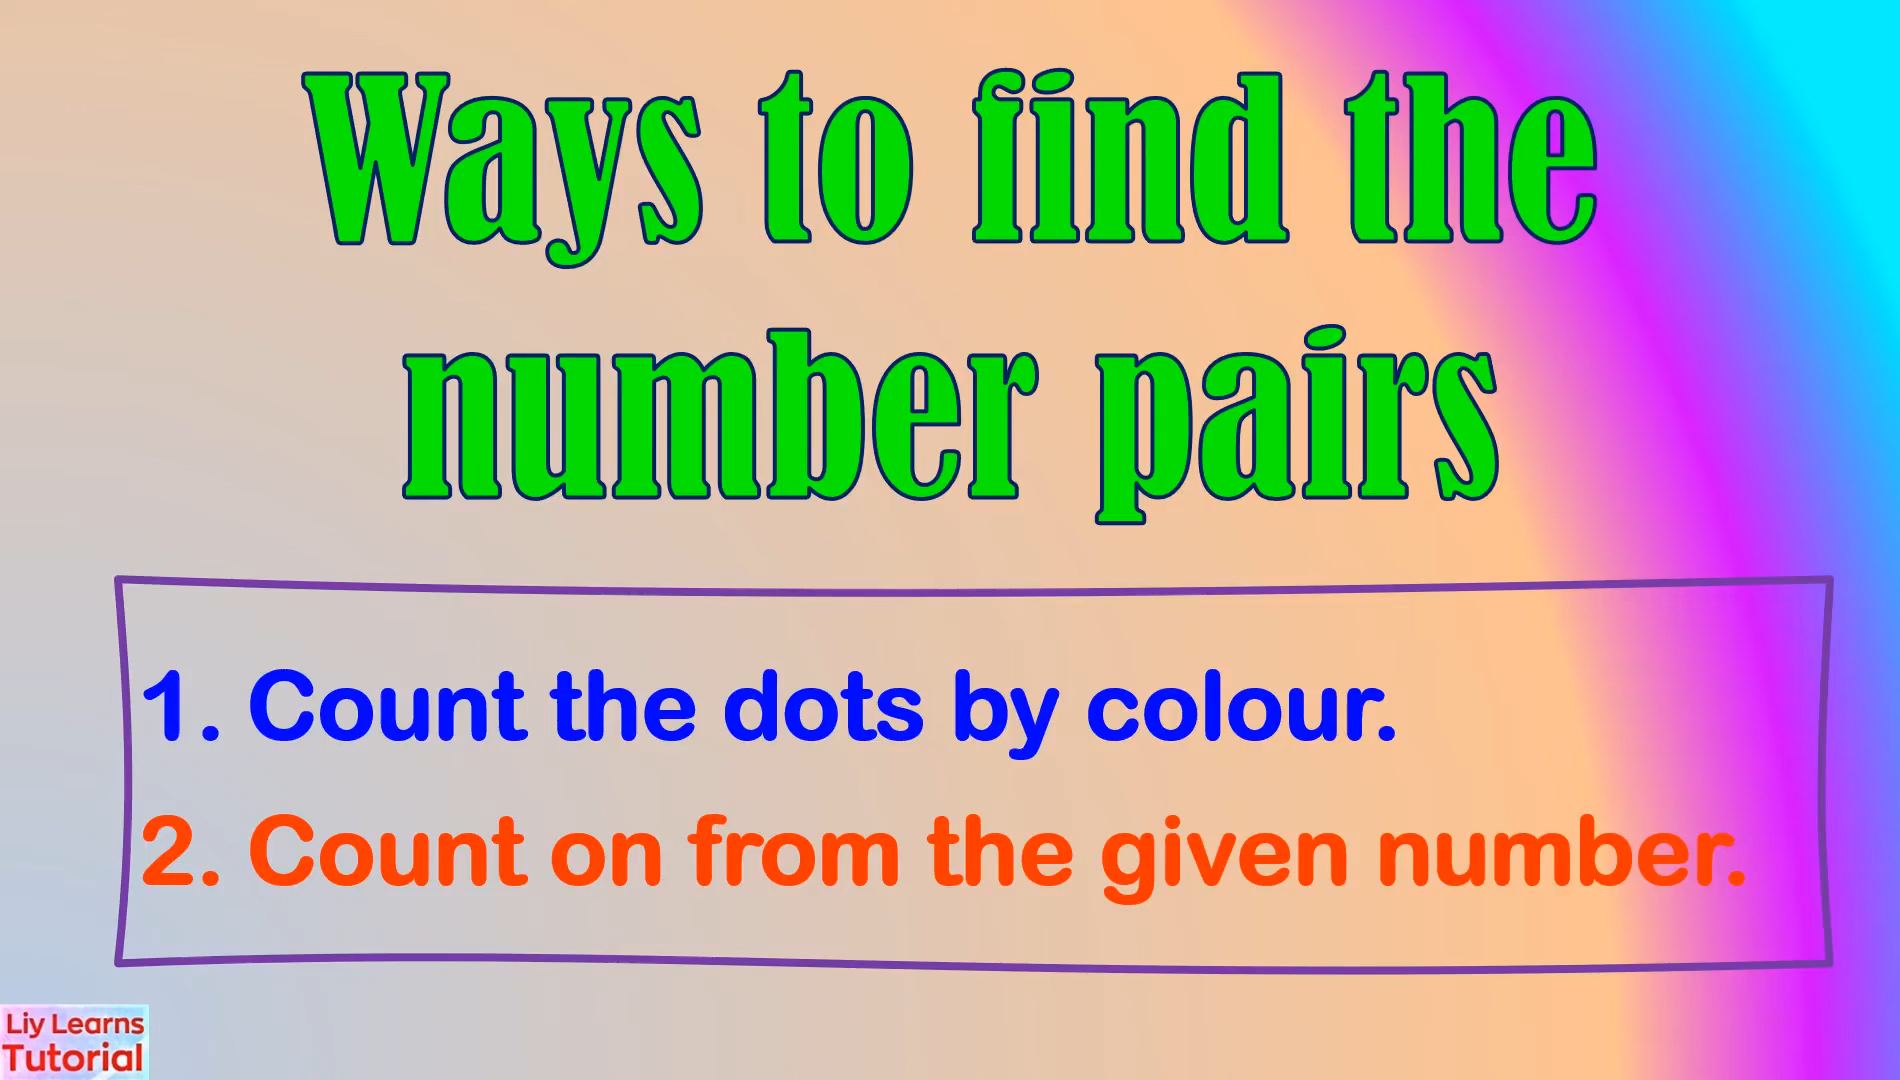 Ways to find the
number pairs
1. Count the dots by colour.
2. Count on from the given number.
Liy Learns
Tutorial